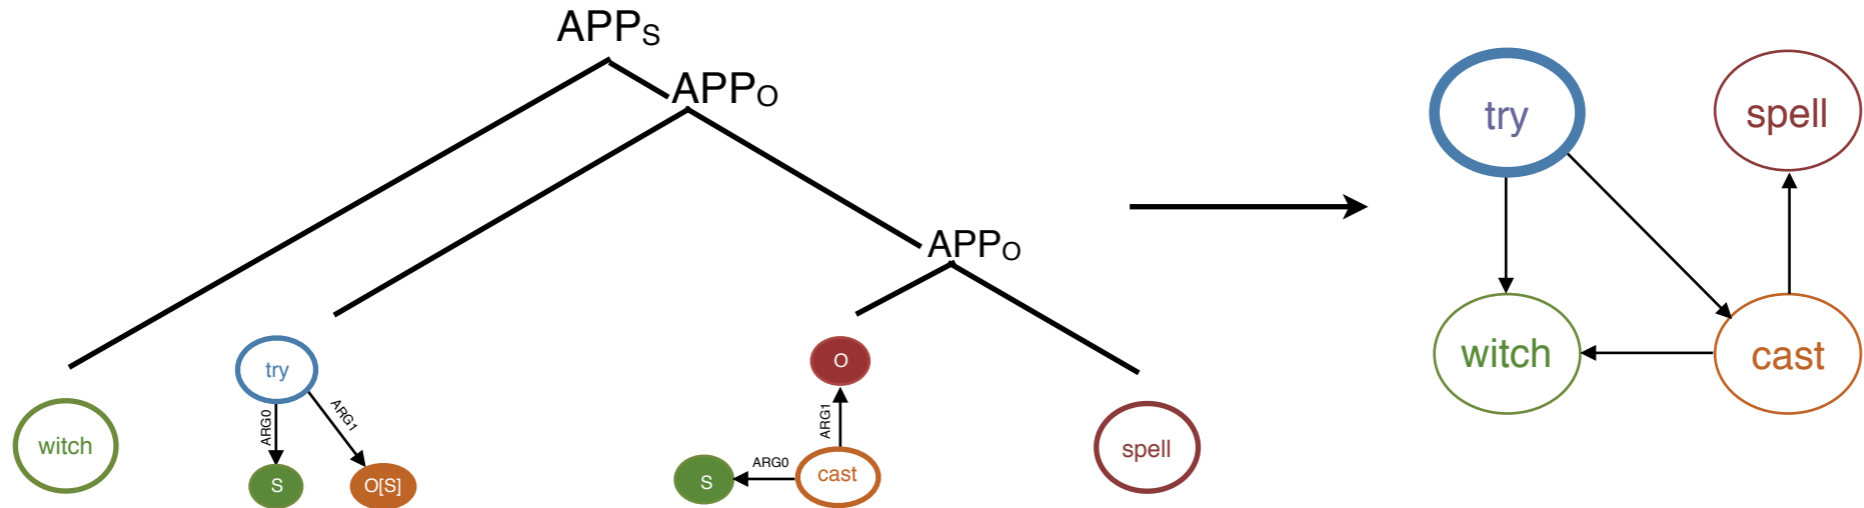 APPS
APPO
APPO
try
spell
witch
cast
O
try
ARG0
ARG1
ARG1
witch
S
O[S]
S
ARG0
cast
spell